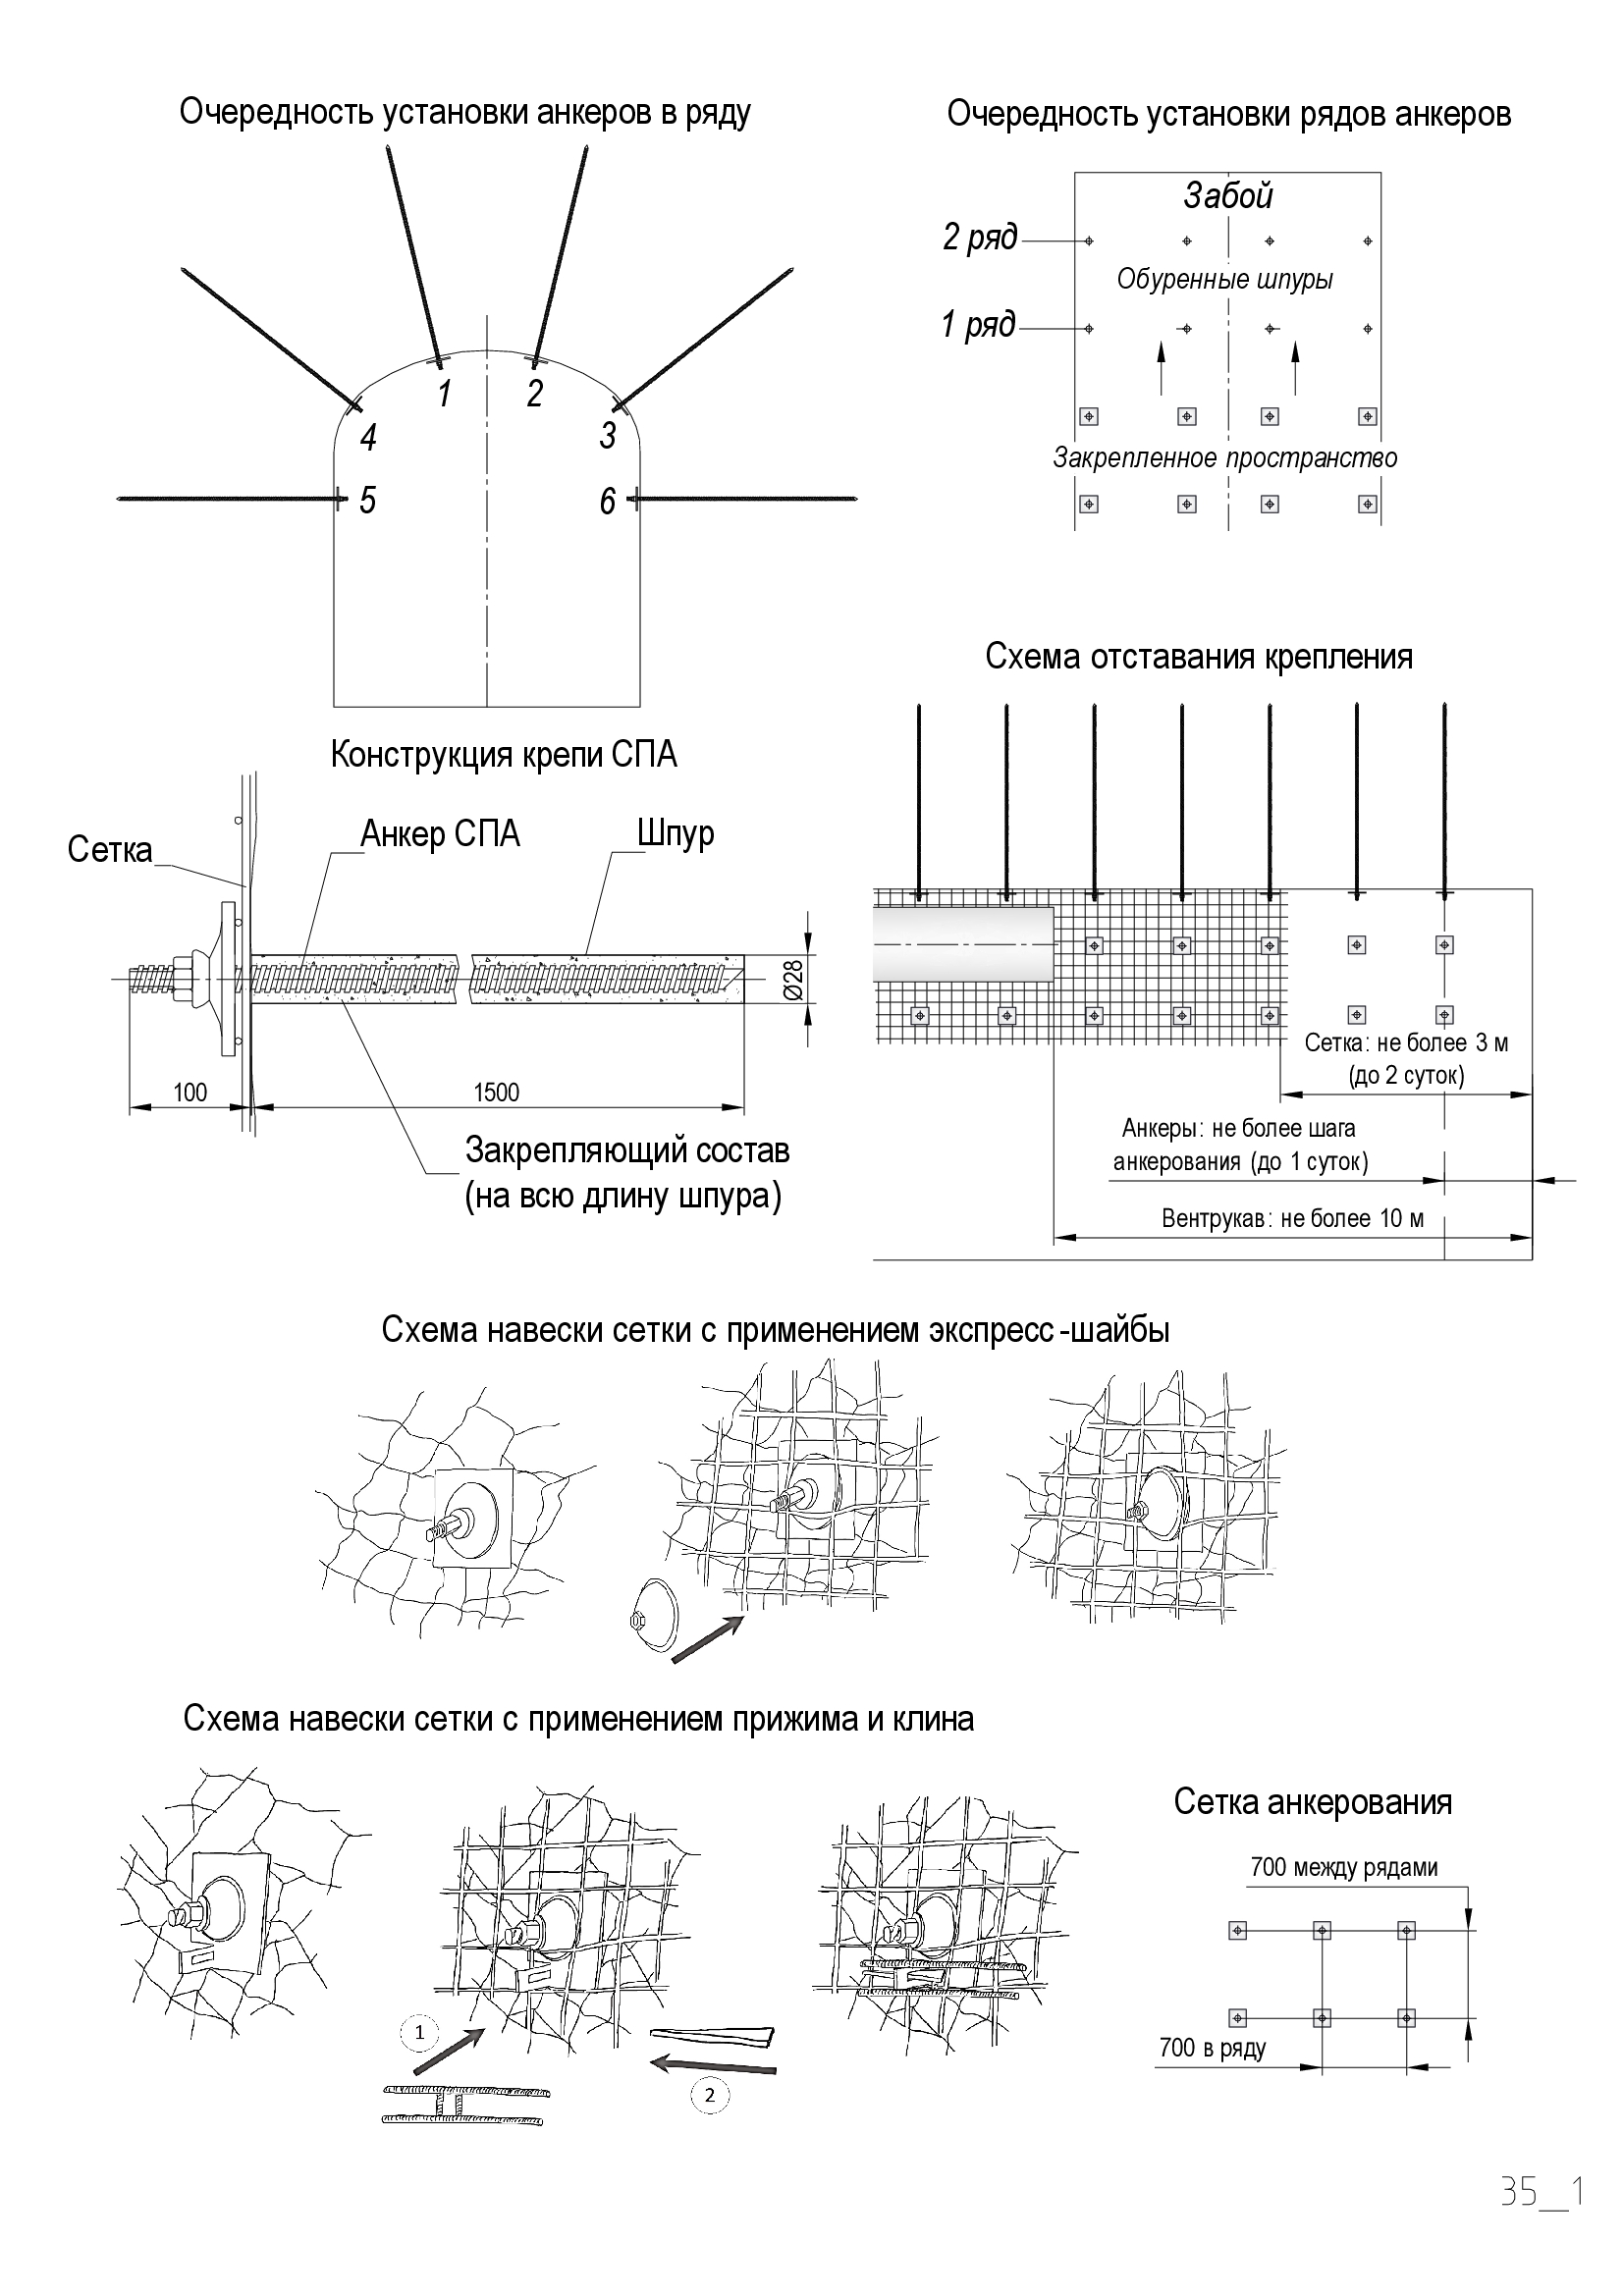 Очередность установки анкеров в ряду
1
2
3
4
5
6
Очередность установки рядов анкеров
Забой
2 ряд
Обуренные шпуры
1 ряд
Закрепленное пространство
Конструкция крепи СПА
Сетка
Анкер СПА
Шпур
Ø28
100
1500
Закрепляющий состав
(на всю длину шпура)
Схема отставания крепления
Сетка: не более 3 м
(до 2 суток)
Анкеры: не более шага
анкерования (до 1 суток)
Вентрукав: не более 10 м
Схема навески сетки с применением экспресс-шайбы
Схема навески сетки с применением прижима и клина
1
2
Сетка анкерования
700 между рядами
700 в ряду
35__1